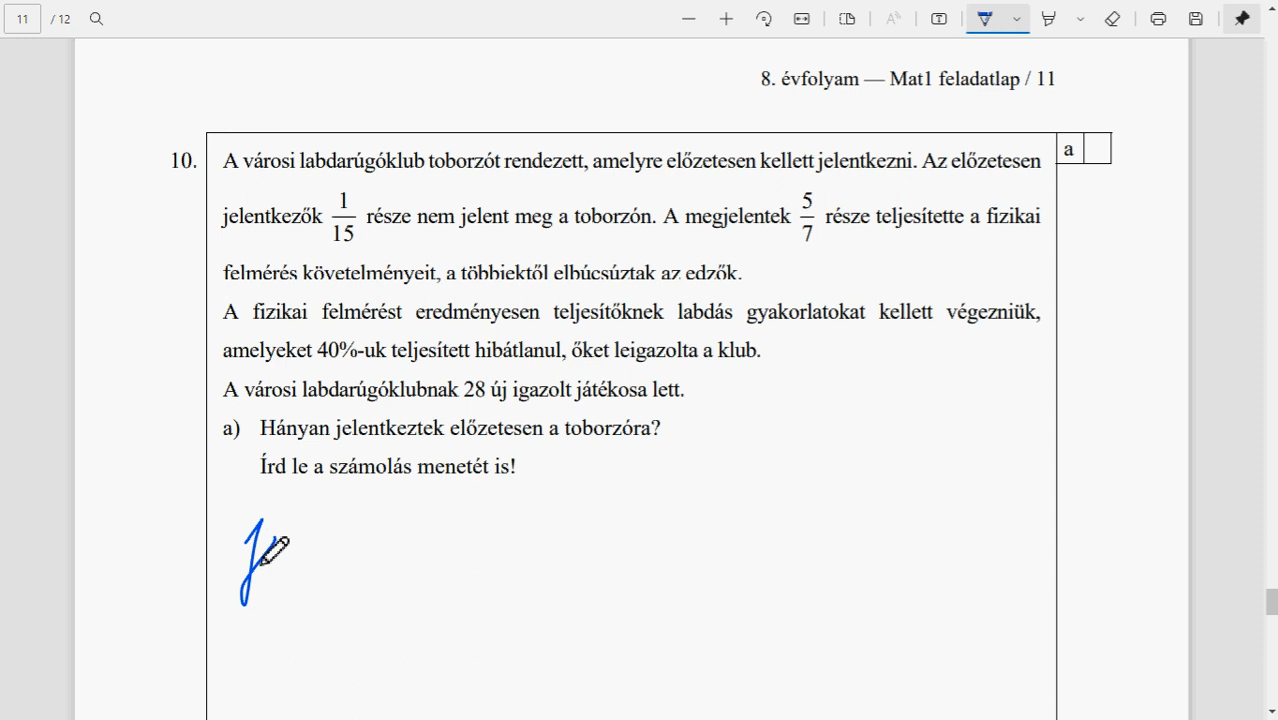 11 / 12
8. évfolyam — Mat1 feladatlap / 11
10. A városi labdarúgóklub toborzót rendezett, amelyre előzetesen kellett jelentkezni. Az előzetesen
jelentkezők 1/15 része nem jelent meg a toborzón. A megjelentek 5/7 része teljesítette a fizikai
felmérés követelményeit, a többiektől elbúcsúztak az edzők.
A fizikai felmérést eredményesen teljesítőknek labdás gyakorlatokat kellett végezniük,
amelyeket 40%-uk teljesített hibátlanul, őket leigazolta a klub.
A városi labdarúgóklubnak 28 új igazolt játékosa lett.
a) Hányan jelentkeztek előzetesen a toborzóra?
Írd le a számolás menetét is!
a